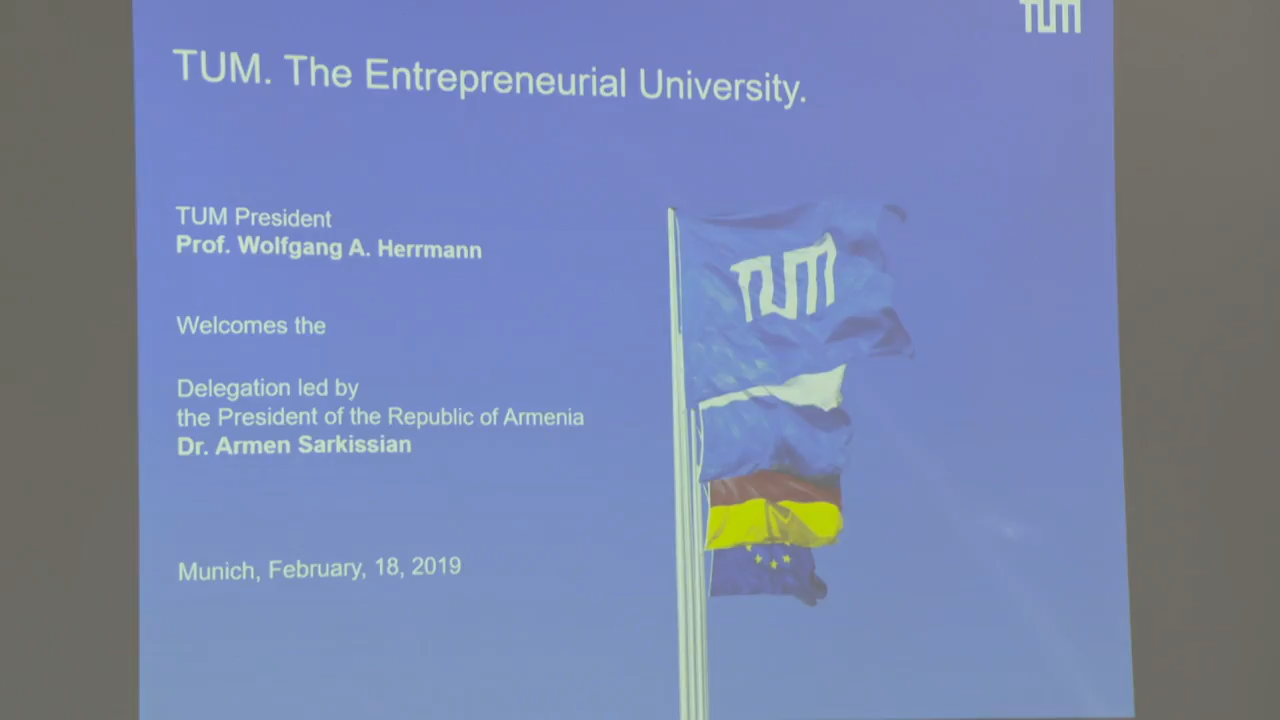 TUM
TUM. The Entrepreneurial University.
TUM President
Prof. Wolfgang A. Herrmann
Welcomes the
Delegation led by
the President of the Republic of Armenia
Dr. Armen Sarkissian
Munich, February, 18, 2019
TUM